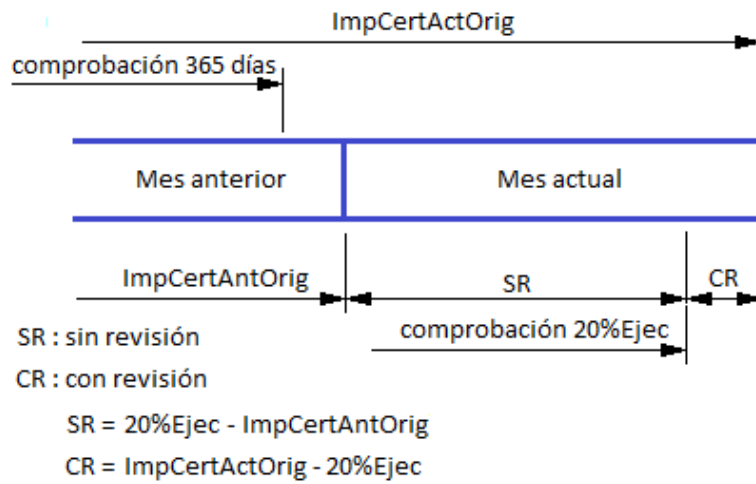 ImpCertActOrig
comprobación 365 días
Mes anterior
Mes actual
ImpCertAntOrig
SR
CR
comprobación 20%Ejec
SR : sin revisión
CR : con revisión
SR = 20%Ejec - ImpCertAntOrig
CR = ImpCertActOrig - 20%Ejec